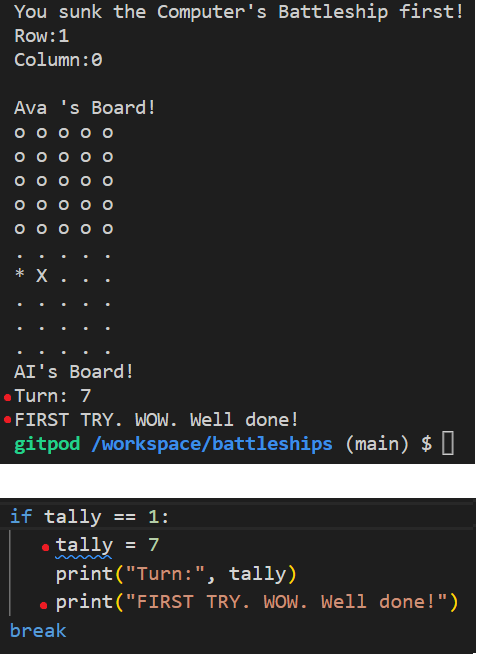 You sunk the Computer's Battleship first!
Row:1
Column:0
Ava 's Board!
o o o o o
o o o o o
o o o o o
o o o o o
o o o o o
. . . . .
* X . . .
. . . . .
. . . . .
. . . . .
AI's Board!
Turn: 7
FIRST TRY. WOW. Well done!
gitpod /workspace/battleships (main) $
if tally == 1:
tally = 7
print("Turn:", tally)
print("FIRST TRY. WOW. Well done!")
break